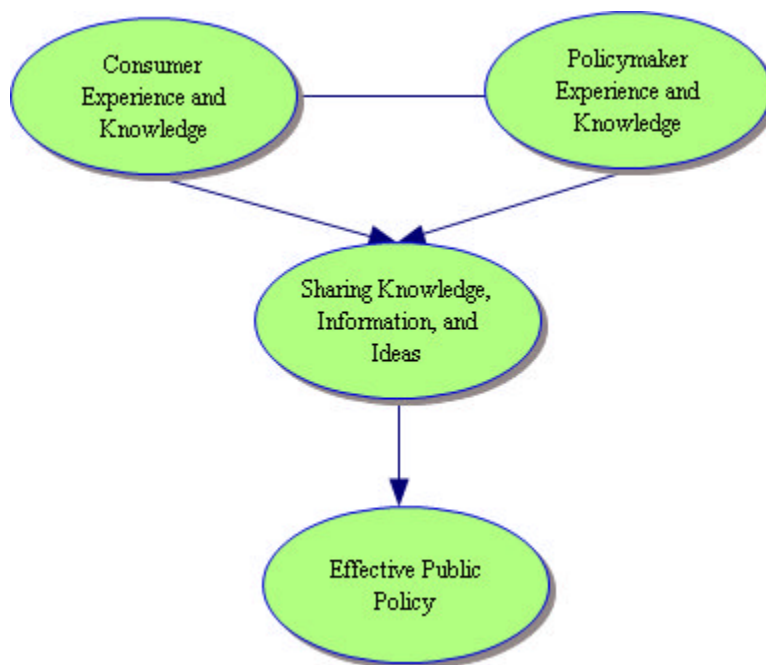 Consumer
Experience and
Knowledge
Policymaker
Experience and
Knowledge
Sharing Knowledge,
Information, and
Ideas
Effective Public
Policy